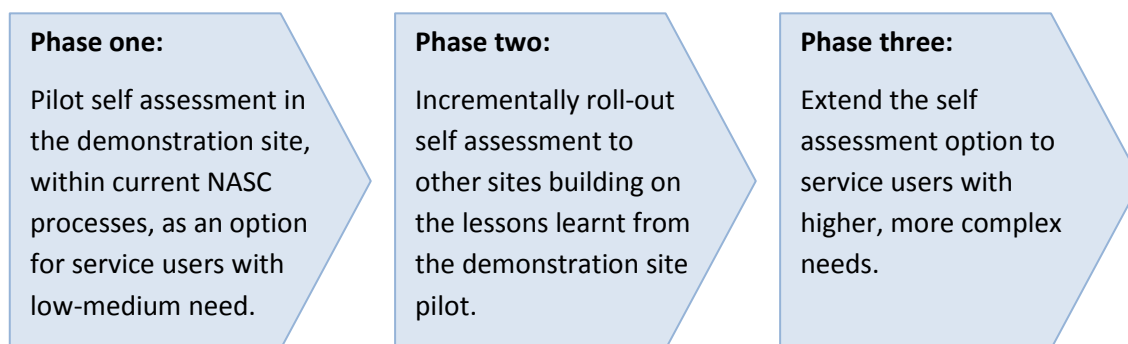 Phase one:
Pilot self assessment in
the demonstration site,
within current NASC
processes, as an option
for service users with
low-medium need.
Phase two:
Incrementally roll-out
self assessment to
other sites building on
the lessons learnt from
the demonstration site
pilot.
Phase three:
Extend the self
assessment option to
service users with
higher, more complex
needs.